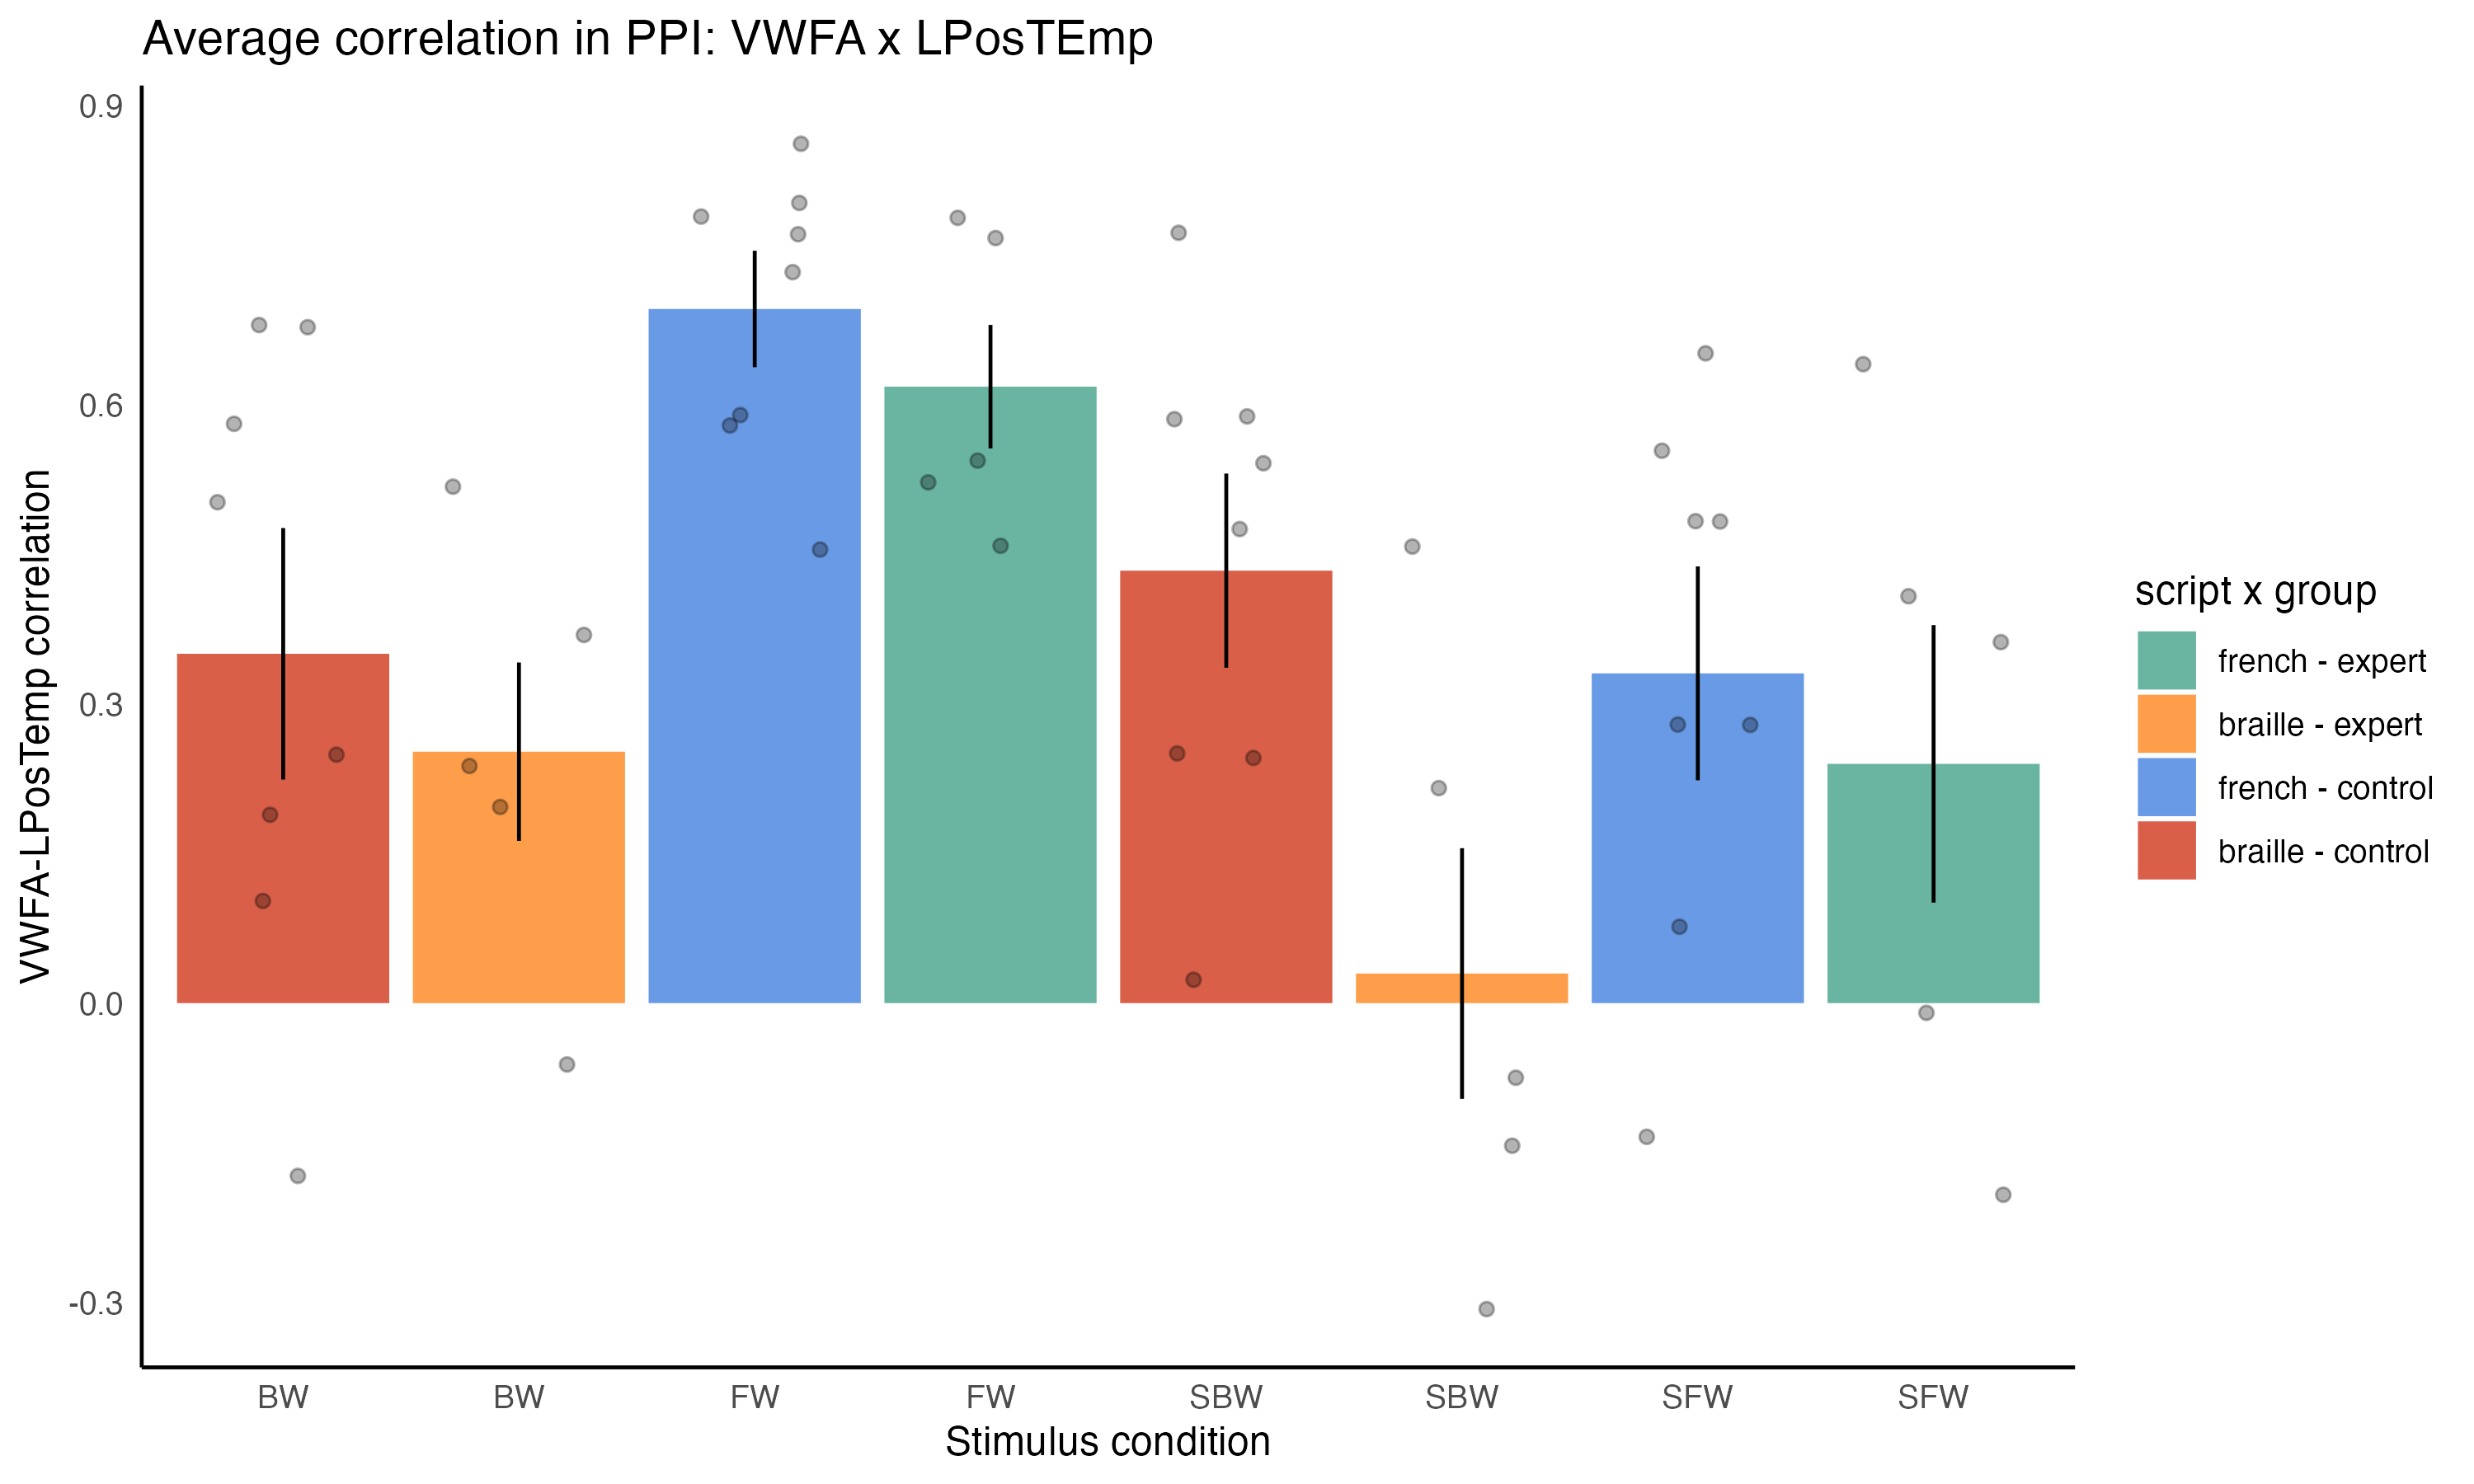 Average correlation in PPI: VWFA x LPosTEmp
VWFA-LPosTemp correlation
0.9
0.6
0.3
0.0
-0.3
BW BW FW FW SBW SBW SFW SFW
Stimulus condition
script x group
french - expert
braille - expert
french - control
braille - control